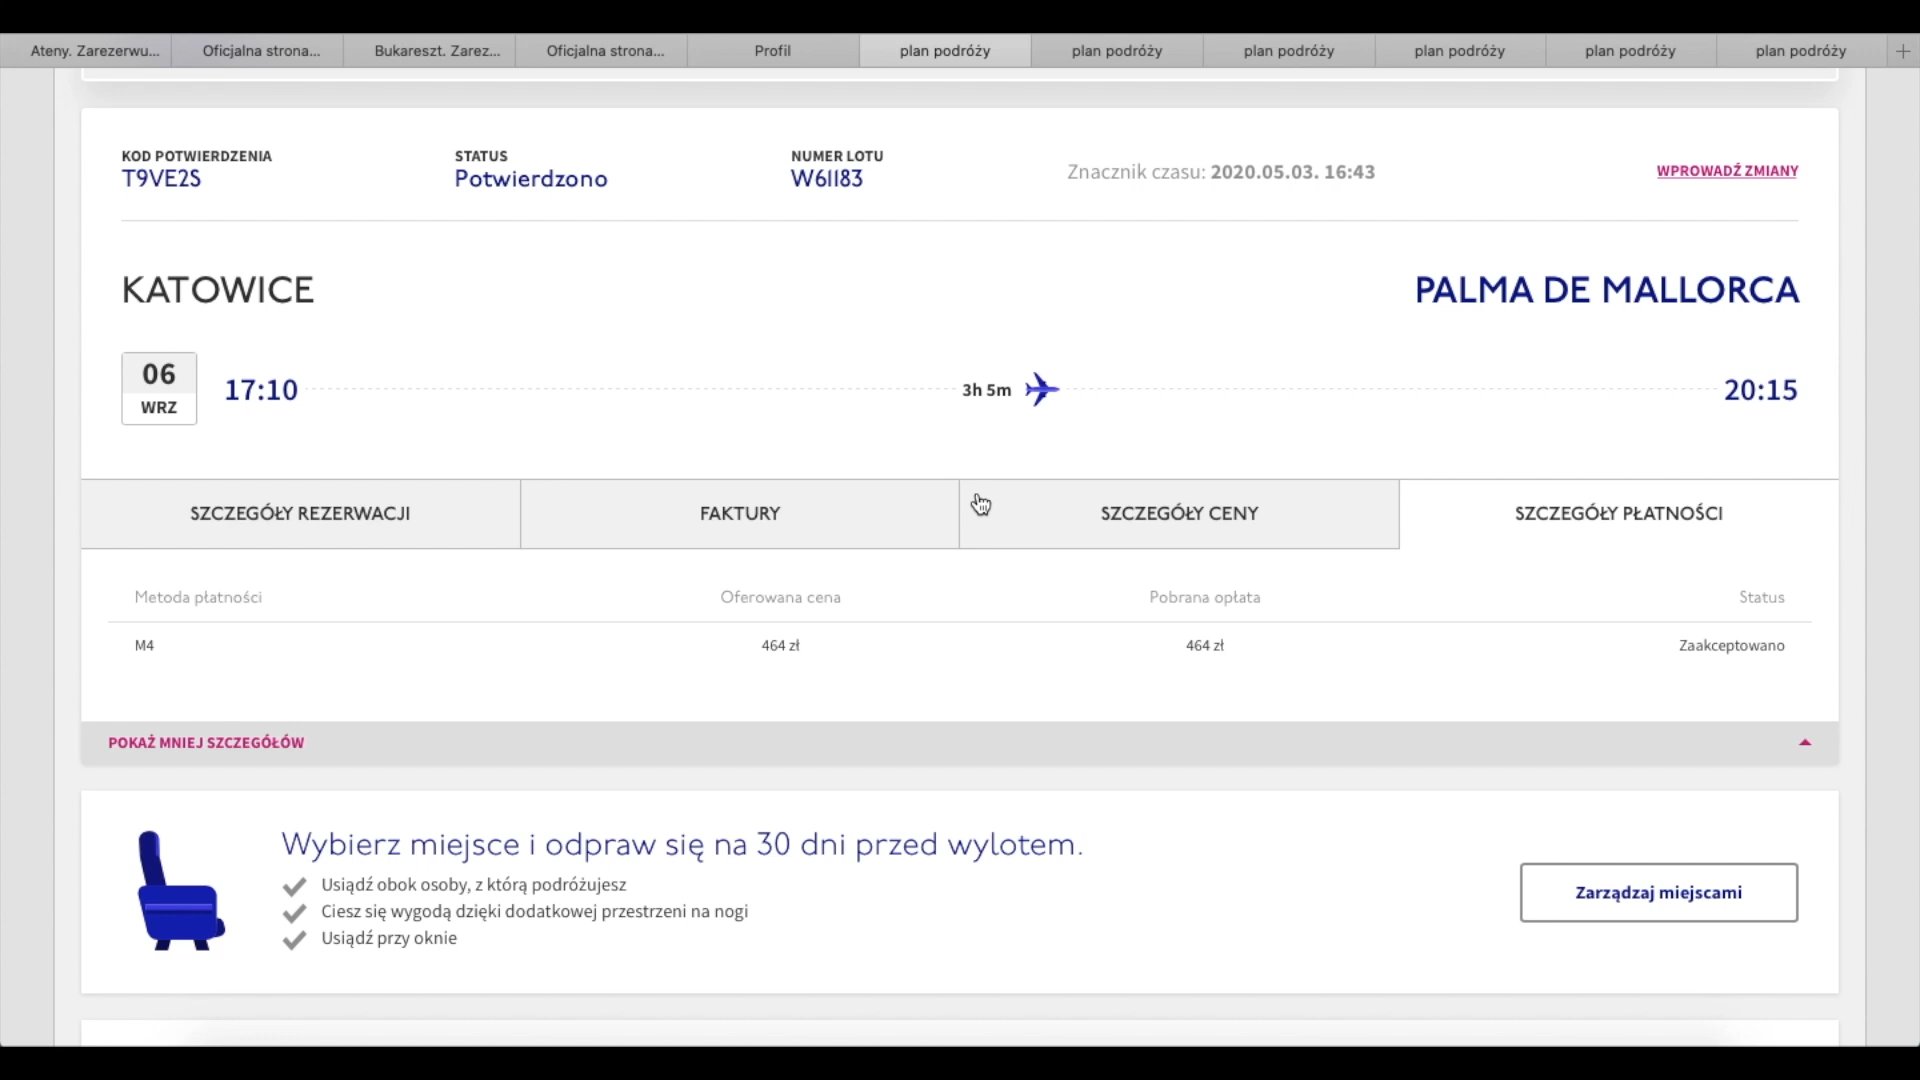 Ateny. Zarezerwu...
Oficjalna strona...
Bukareszt. Zarez...
Oficjalna strona...
Profil
plan podróży
plan podróży
plan podróży
plan podróży
plan podróży
plan podróży
KOD POTWIERDZENIA
T9VE2S
STATUS
Potwierdzono
NUMER LOTU
W61183
Znacznik czasu: 2020.05.03. 16:43
WPROWADŹ ZMIANY
KATOWICE
PALMA DE MALLORCA
06
WRZ
17:10
3h 5m
20:15
SZCZEGÓŁY REZERWACJI
FAKTURY
SZCZEGÓŁY CENY
SZCZEGÓŁY PŁATNOŚCI
Metoda płatności
Oferowana cena
Pobrana opłata
Status
M4
464 zł
464 zł
Zaakceptowano
POKAŻ MNIEJ SZCZEGÓŁÓW
Wybierz miejsce i odpraw się na 30 dni przed wylotem.
Usiądź obok osoby, z którą podróżujesz
Ciesz się wygodą dzięki dodatkowej przestrzeni na nogi
Usiądź przy oknie
Zarządzaj miejscami